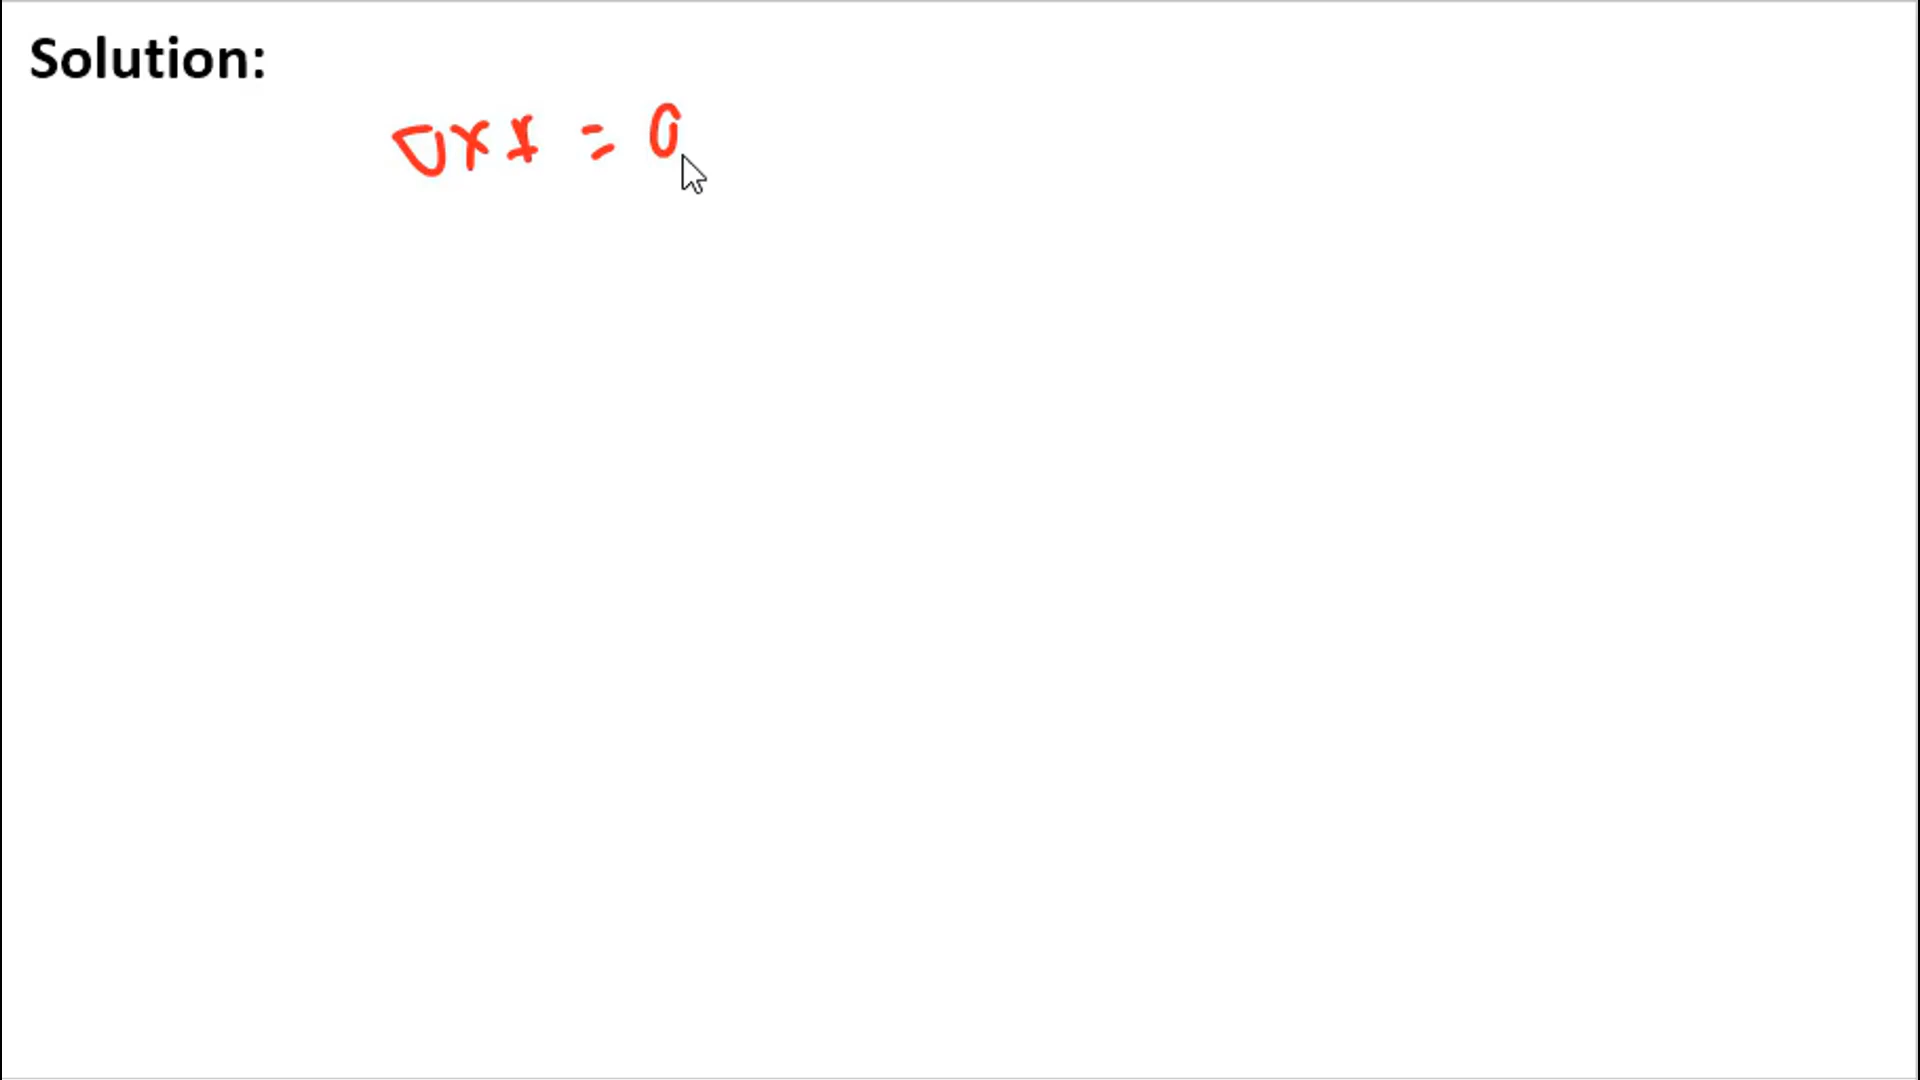 Solution:
∇ × I = 0